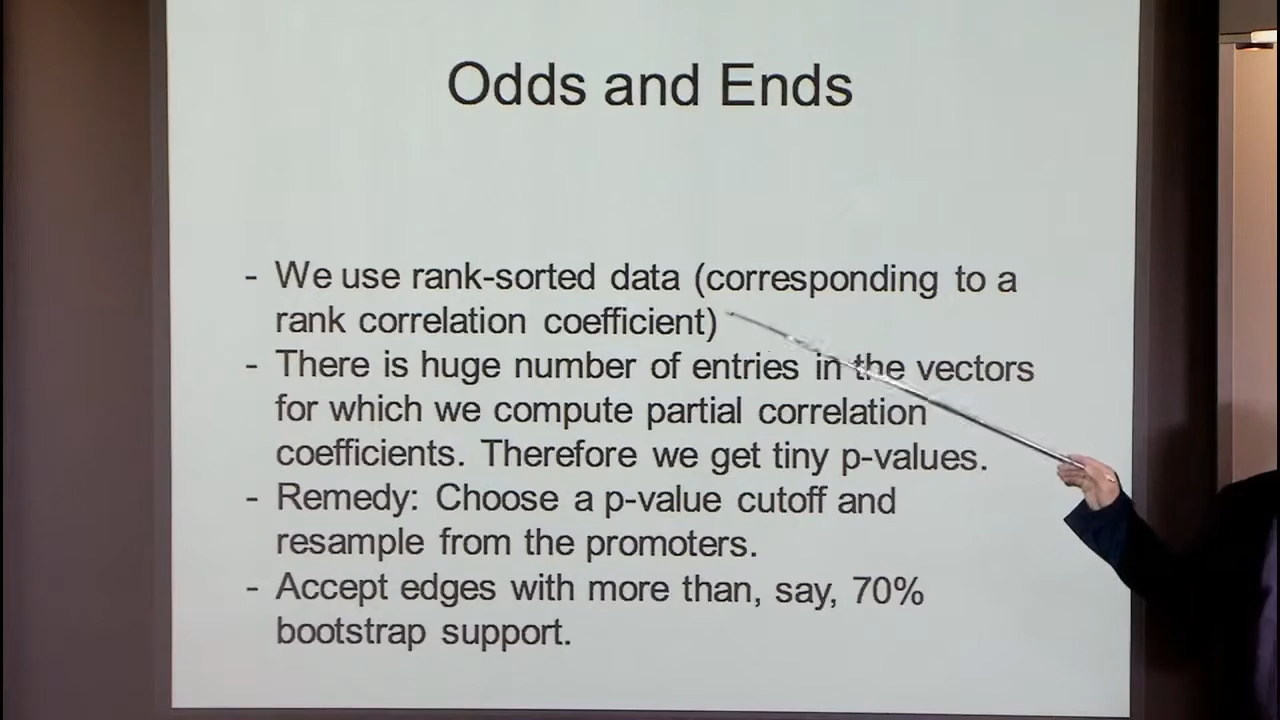 Odds and Ends
- We use rank-sorted data (corresponding to a
rank correlation coefficient)
- There is huge number of entries in the vectors
for which we compute partial correlation
coefficients. Therefore we get tiny p-values.
- Remedy: Choose a p-value cutoff and
resample from the promoters.
- Accept edges with more than, say, 70%
bootstrap support.